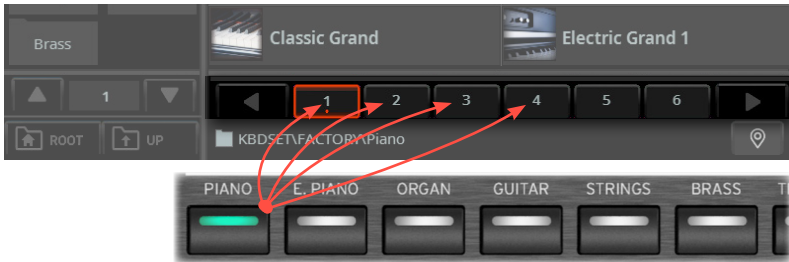 Classic Grand
Electric Grand 1
Brass
1
1 2 3 4 5 6
ROOT
UP
KBDSET\FACTORY\Piano
PIANO E. PIANO ORGAN GUITAR STRINGS BRASS